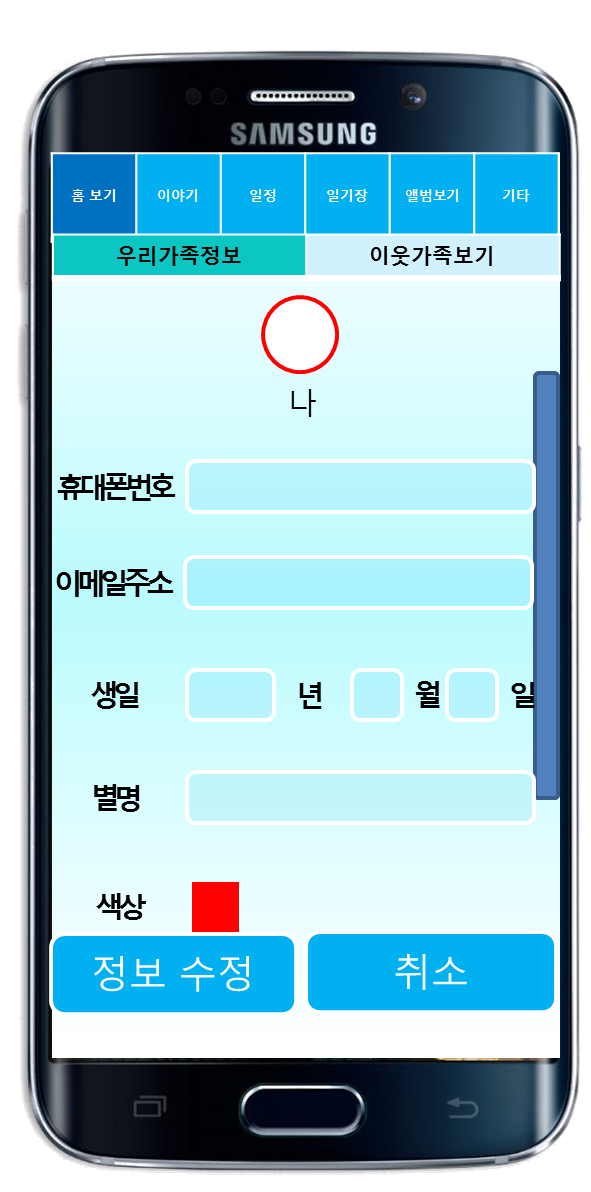 SAMSUNG
홈 보기 이야기 일정 일기장 앨범보기 기타
우리가족정보 이웃가족보기
나
휴대폰번호
이메일주소
생일 년 월 일
별명
색상
정보 수정 취소